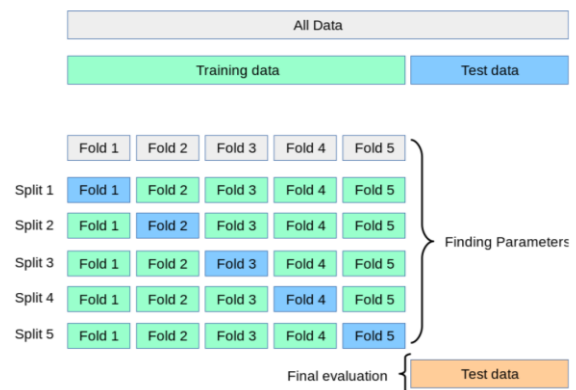 All Data
Training data Test data
Fold 1 Fold 2 Fold 3 Fold 4 Fold 5
Split 1 Fold 1 Fold 2 Fold 3 Fold 4 Fold 5
Split 2 Fold 1 Fold 2 Fold 3 Fold 4 Fold 5
Finding Parameters
Split 3 Fold 1 Fold 2 Fold 3 Fold 4 Fold 5
Split 4 Fold 1 Fold 2 Fold 3 Fold 4 Fold 5
Split 5 Fold 1 Fold 2 Fold 3 Fold 4 Fold 5
Final evaluation Test data